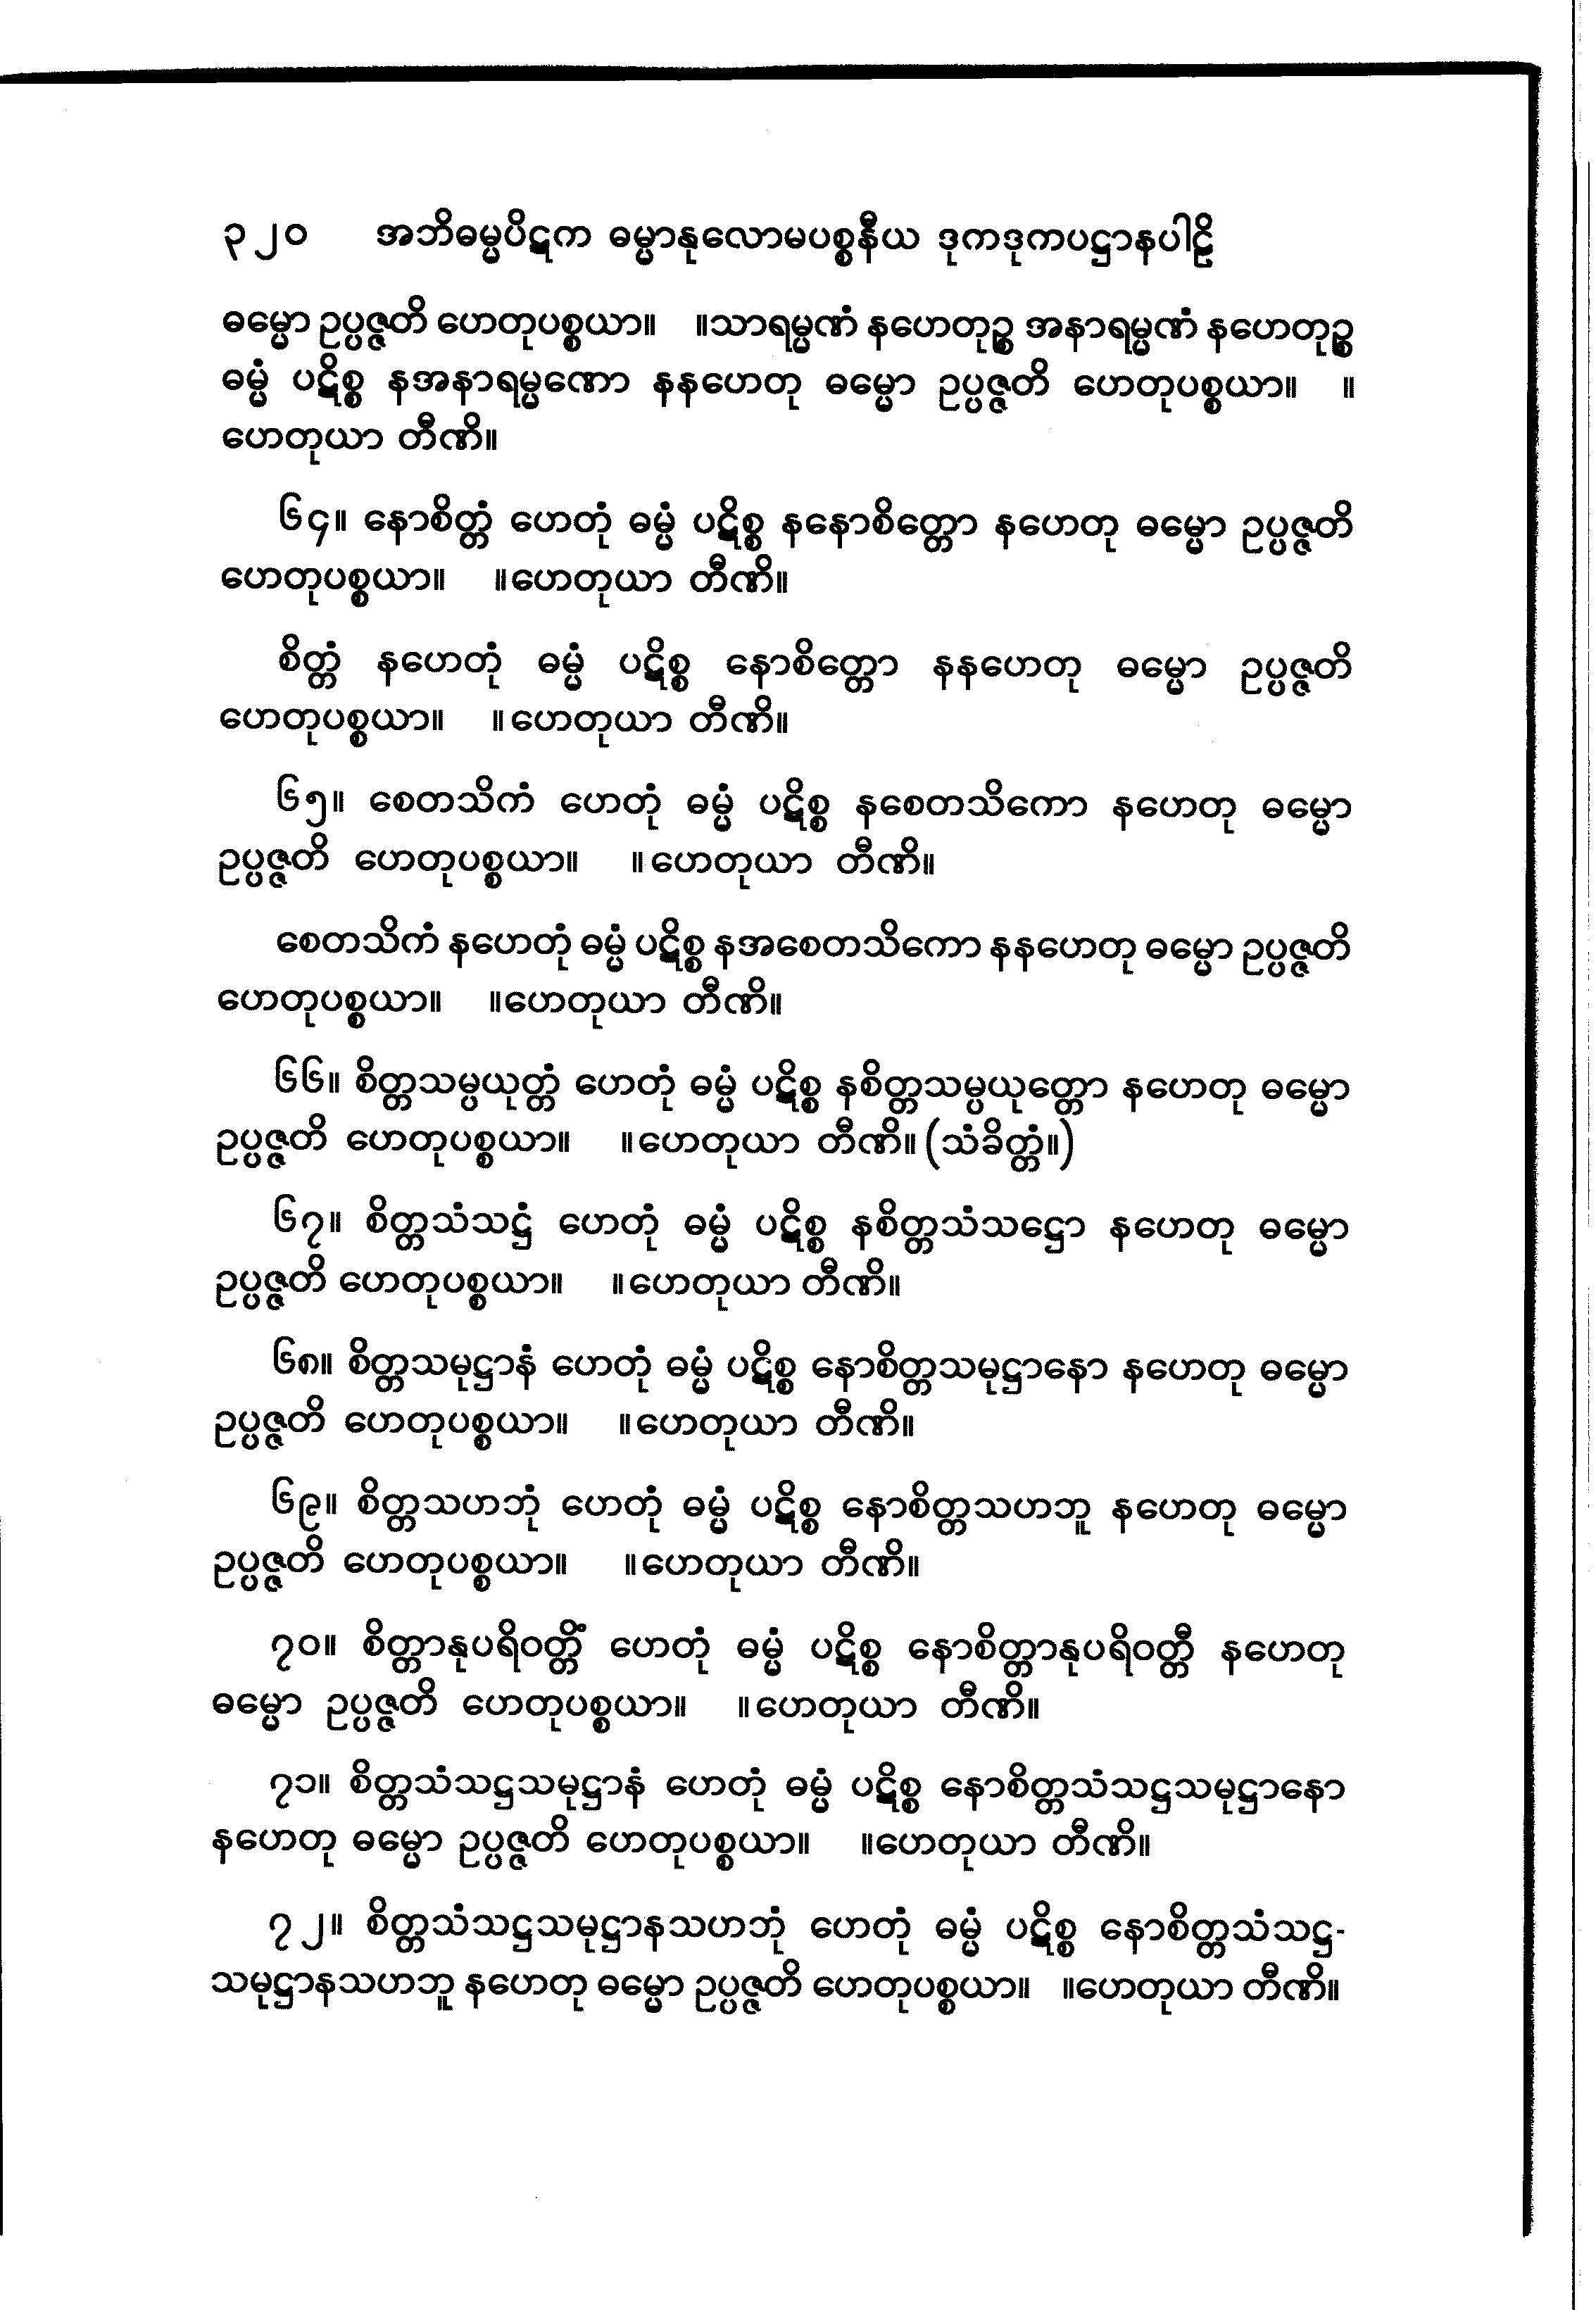 ၃၂၀ အဘိဓမ္မပိဋက ဓမ္မာနုလောမပစ္စနီယ ဒုကဒုကပဋ္ဌာနပါဠိ
ဓမ္မော ဥပ္ပဇ္ဇတိ ဟေတုပစ္စယာ။ ။သာရမ္မဏံ နဟေတုဉ္စ အနာရမ္မဏံ နဟေတုဉ္စ
ဓမ္မံ ပဋိစ္စ နအနာရမ္မဏော နနဟေတု ဓမ္မော ဥပ္ပဇ္ဇတိ ဟေတုပစ္စယာ။ ။
ဟေတုယာ တီဏိ။
၆၄။ နောစိတ္တံ ဟေတုံ ဓမ္မံ ပဋိစ္စ နနောစိတ္တော နဟေတု ဓမ္မော ဥပ္ပဇ္ဇတိ
ဟေတုပစ္စယာ။ ။ဟေတုယာ တီဏိ။
စိတ္တံ နဟေတုံ ဓမ္မံ ပဋိစ္စ နောစိတ္တော နနဟေတု ဓမ္မော ဥပ္ပဇ္ဇတိ
ဟေတုပစ္စယာ။ ။ဟေတုယာ တီဏိ။
၆၅။ စေတသိကံ ဟေတုံ ဓမ္မံ ပဋိစ္စ နစေတသိကော နဟေတု ဓမ္မော
ဥပ္ပဇ္ဇတိ ဟေတုပစ္စယာ။ ။ဟေတုယာ တီဏိ။
စေတသိကံ နဟေတုံ ဓမ္မံ ပဋိစ္စ နအစေတသိကော နနဟေတု ဓမ္မော ဥပ္ပဇ္ဇတိ
ဟေတုပစ္စယာ။ ။ဟေတုယာ တီဏိ။
၆၆။ စိတ္တသမ္ပယုတ္တံ ဟေတုံ ဓမ္မံ ပဋိစ္စ နစိတ္တသမ္ပယုတ္တော နဟေတု ဓမ္မော
ဥပ္ပဇ္ဇတိ ဟေတုပစ္စယာ။ ။ဟေတုယာ တီဏိ။ (သံခိတ္တံ။)
၆၇။ စိတ္တသံသဋ္ဌံ ဟေတုံ ဓမ္မံ ပဋိစ္စ နစိတ္တသံသဋ္ဌော နဟေတု ဓမ္မော
ဥပ္ပဇ္ဇတိ ဟေတုပစ္စယာ။ ။ဟေတုယာ တီဏိ။
၆၈။ စိတ္တသမုဋ္ဌာနံ ဟေတုံ ဓမ္မံ ပဋိစ္စ နောစိတ္တသမုဋ္ဌာနော နဟေတု ဓမ္မော
ဥပ္ပဇ္ဇတိ ဟေတုပစ္စယာ။ ။ဟေတုယာ တီဏိ။
၆၉။ စိတ္တသဟဘုံ ဟေတုံ ဓမ္မံ ပဋိစ္စ နောစိတ္တသဟဘူ နဟေတု ဓမ္မော
ဥပ္ပဇ္ဇတိ ဟေတုပစ္စယာ။ ။ဟေတုယာ တီဏိ။
၇၀။ စိတ္တာနုပရိဝတ္တိံ ဟေတုံ ဓမ္မံ ပဋိစ္စ နောစိတ္တာနုပရိဝတ္တီ နဟေတု
ဓမ္မော ဥပ္ပဇ္ဇတိ ဟေတုပစ္စယာ။ ။ဟေတုယာ တီဏိ။
၇၁။ စိတ္တသံသဋ္ဌသမုဋ္ဌာနံ ဟေတုံ ဓမ္မံ ပဋိစ္စ နောစိတ္တသံသဋ္ဌသမုဋ္ဌာနော
နဟေတု ဓမ္မော ဥပ္ပဇ္ဇတိ ဟေတုပစ္စယာ။ ။ဟေတုယာ တီဏိ။
၇၂။ စိတ္တသံသဋ္ဌသမုဋ္ဌာနသဟဘုံ ဟေတုံ ဓမ္မံ ပဋိစ္စ နောစိတ္တသံသဋ္ဌ-
သမုဋ္ဌာနသဟဘူ နဟေတု ဓမ္မော ဥပ္ပဇ္ဇတိ ဟေတုပစ္စယာ။ ။ဟေတုယာ တီဏိ။